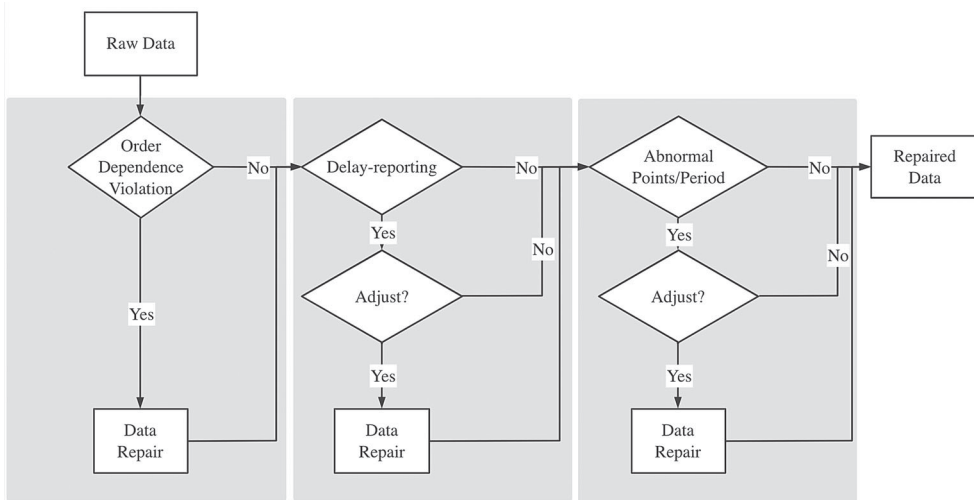 Raw Data
Order
Dependence
Violation
No
Yes
Data
Repair
Delay-reporting
No
Yes
No
Adjust?
Yes
Data
Repair
Abnormal
Points/Period
No
Yes
No
Adjust?
Yes
Data
Repair
Repaired
Data